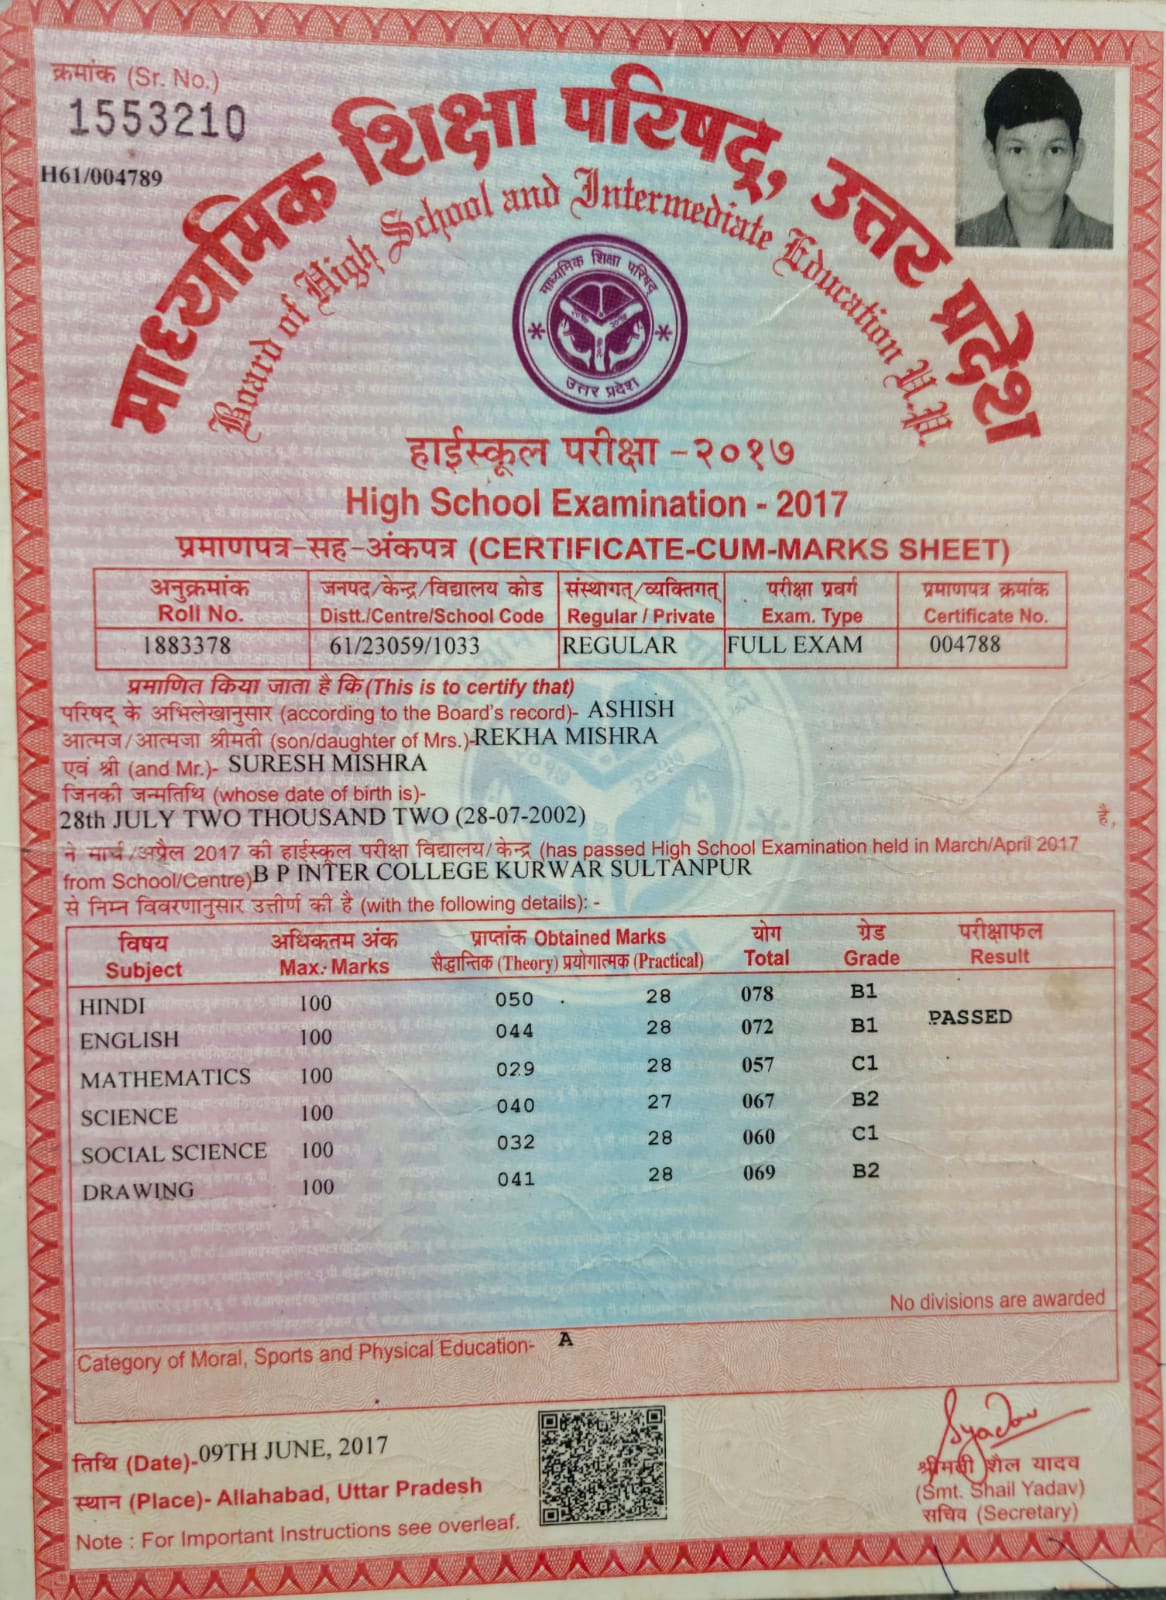 क्रमांक (Sr. No.)
1553210
H61/004789
माध्यमिक शिक्षा परिषद्, उत्तर प्रदेश
Board of High School and Intermediate Education U.P.
माध्यमिक शिक्षा परिषद्
उत्तर प्रदेश
हाईस्कूल परीक्षा -२०१७
High School Examination - 2017
प्रमाणपत्र-सह-अंकपत्र (CERTIFICATE-CUM-MARKS SHEET)
अनुक्रमांक जनपद/केन्द्र/विद्यालय कोड संस्थागत्/व्यक्तिगत् परीक्षा प्रवर्ग प्रमाणपत्र क्रमांक
Roll No. Distt./Centre/School Code Regular / Private Exam. Type Certificate No.
1883378 61/23059/1033 REGULAR FULL EXAM 004788
प्रमाणित किया जाता है कि (This is to certify that)
परिषद् के अभिलेखानुसार (according to the Board's record)- ASHISH
आत्मज/आत्मजा श्रीमती (son/daughter of Mrs.)-REKHA MISHRA
एवं श्री (and Mr.)- SURESH MISHRA
जिनकी जन्मतिथि (whose date of birth is)-
28th JULY TWO THOUSAND TWO (28-07-2002) है,
ने मार्च/अप्रैल 2017 की हाईस्कूल परीक्षा विद्यालय/केन्द्र (has passed High School Examination held in March/April 2017
from School/Centre)B P INTER COLLEGE KURWAR SULTANPUR
से निम्न विवरणानुसार उत्तीर्ण की है (with the following details): -
विषय अधिकतम अंक प्राप्तांक Obtained Marks योग ग्रेड परीक्षाफल
Subject Max. Marks सैद्धान्तिक (Theory) प्रयोगात्मक (Practical) Total Grade Result
HINDI 100 050 28 078 B1
ENGLISH 100 044 28 072 B1 PASSED
MATHEMATICS 100 029 28 057 C1
SCIENCE 100 040 27 067 B2
SOCIAL SCIENCE 100 032 28 060 C1
DRAWING 100 041 28 069 B2
No divisions are awarded
Category of Moral, Sports and Physical Education- A
तिथि (Date)-09TH JUNE, 2017
स्थान (Place)- Allahabad, Uttar Pradesh
Note : For Important Instructions see overleaf.
SYadav
श्रीमती शैल यादव
(Smt. Shail Yadav)
सचिव (Secretary)